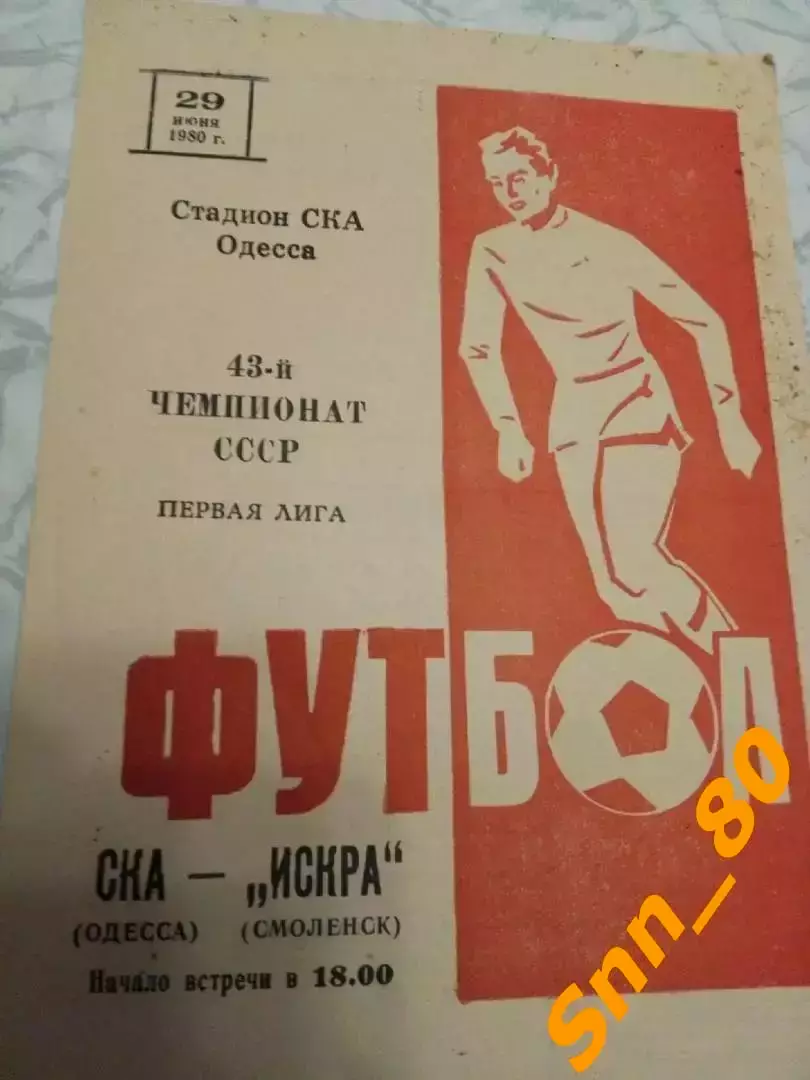 29
июня
1980 г.
Стадион СКА
Одесса
43-й
ЧЕМПИОНАТ
СССР
ПЕРВАЯ ЛИГА
ФУТБОЛ
СКА — „ИСКРА“
(ОДЕССА) (СМОЛЕНСК)
Начало встречи в 18.00
Snn_80